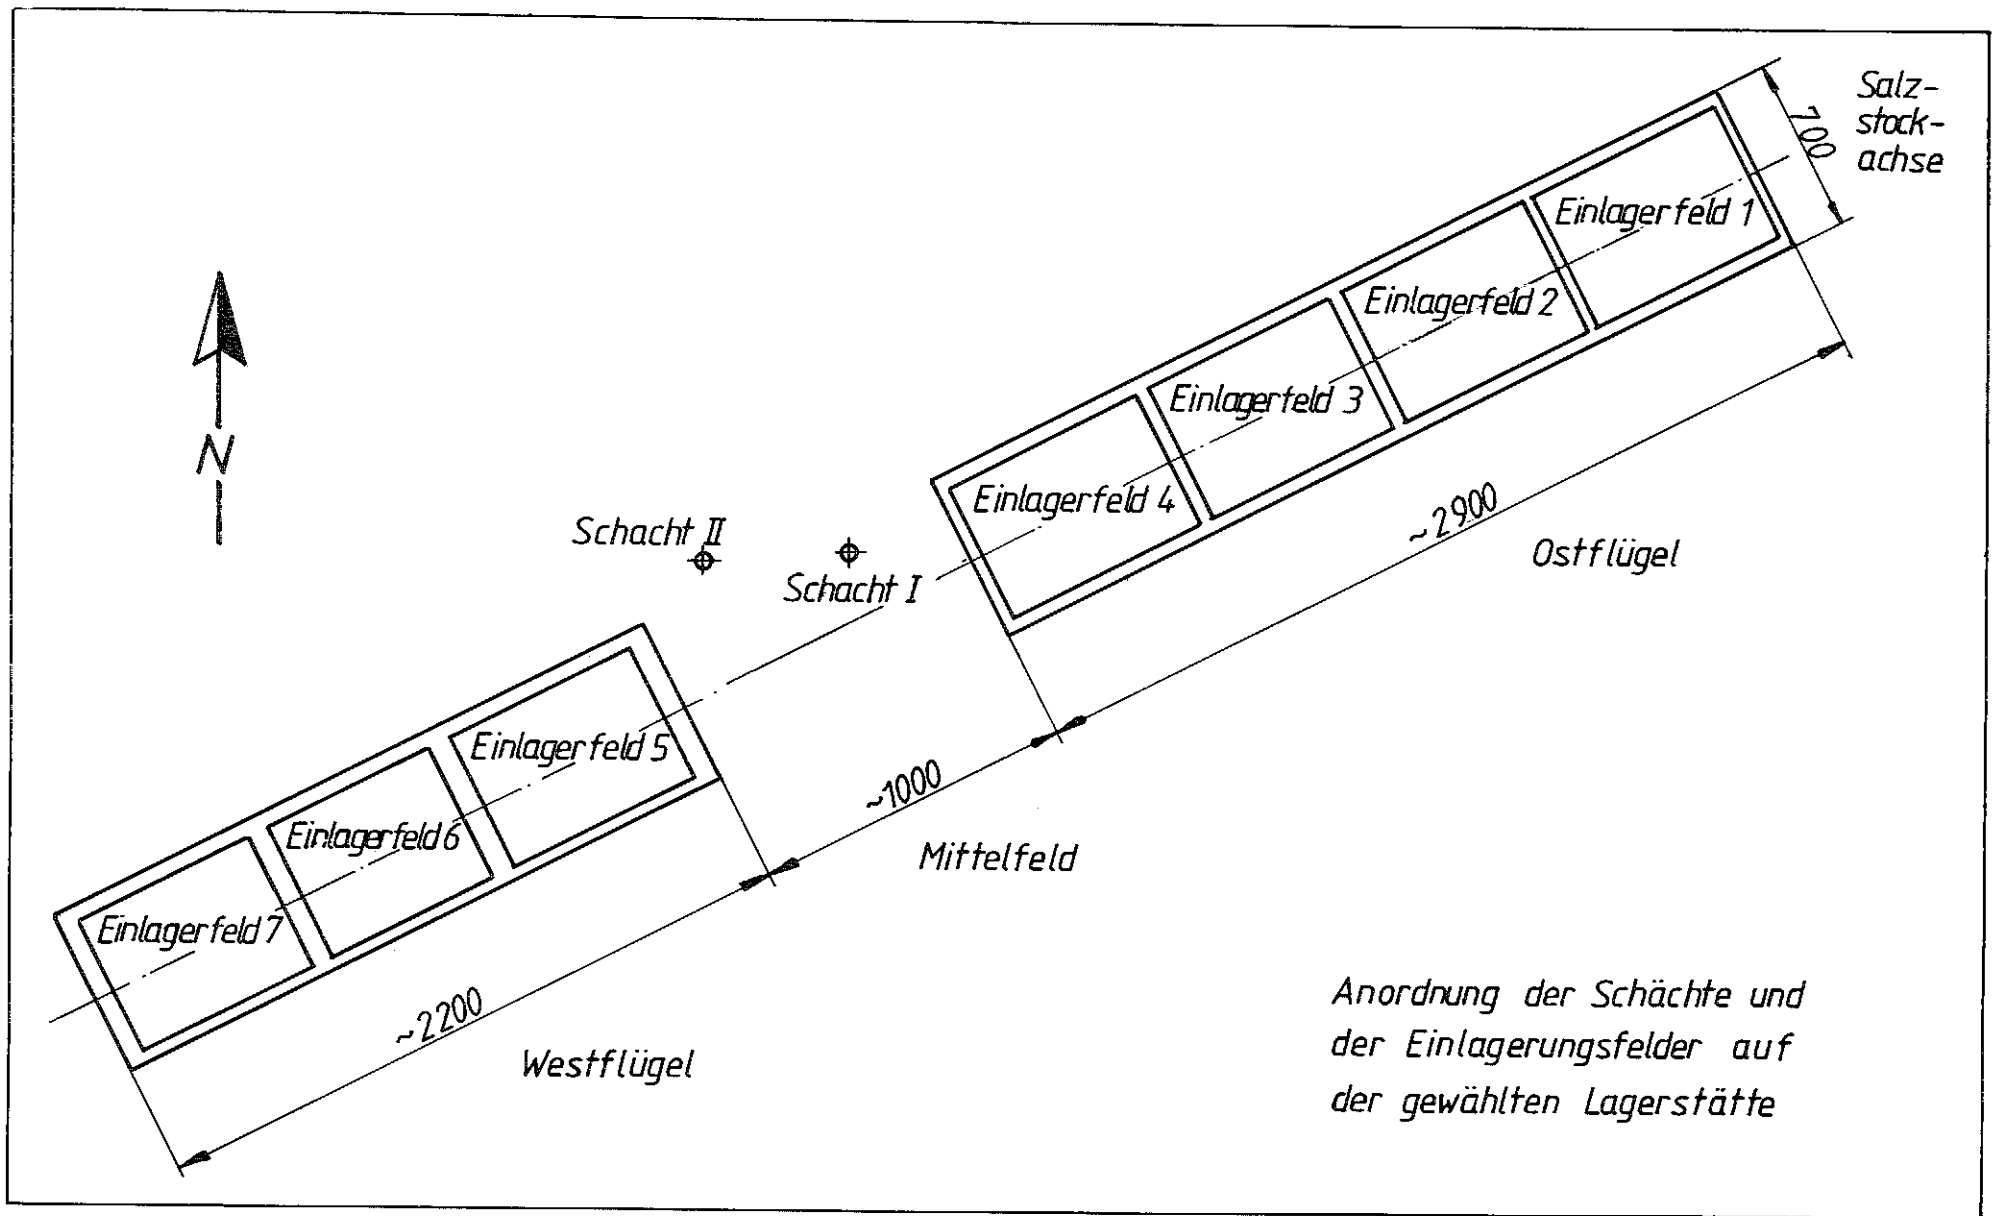 Salz-
stock-
achse
700
Einlagerfeld 1
Einlagerfeld 2
Einlagerfeld 3
Einlagerfeld 4
N
Schacht II
Schacht I
~2900
Ostflügel
Einlagerfeld 5
Einlagerfeld 6
Einlagerfeld 7
~1000
Mittelfeld
~2200
Westflügel
Anordnung der Schächte und
der Einlagerungsfelder auf
der gewählten Lagerstätte